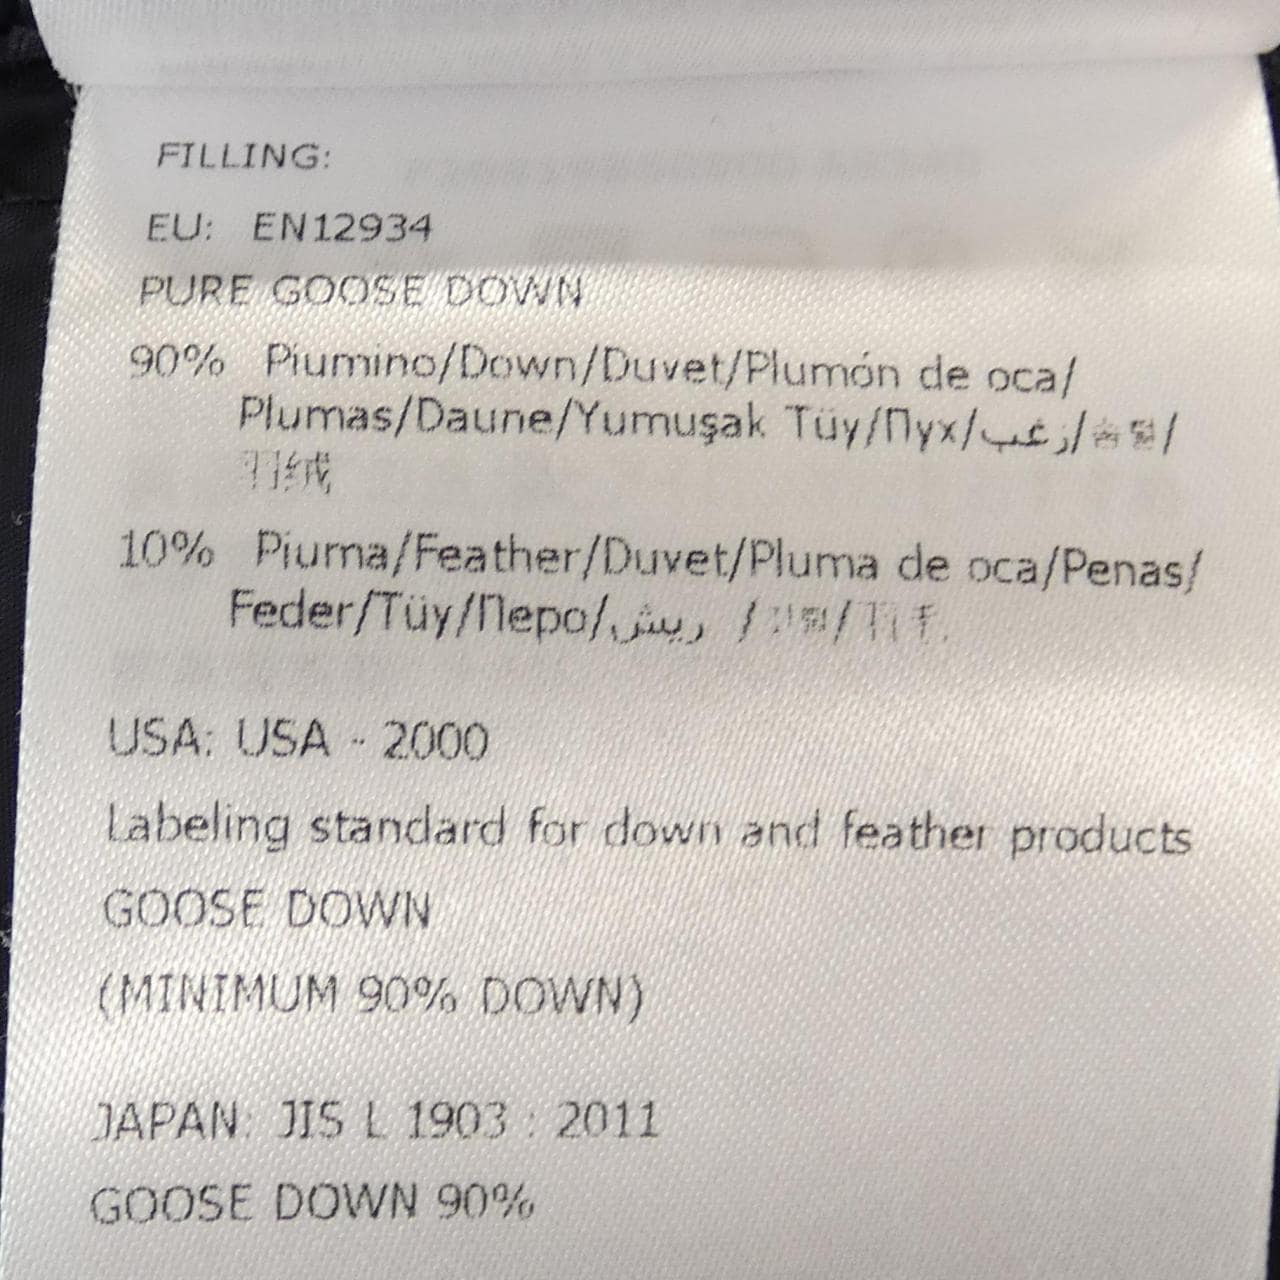 FILLING:
EU: EN12934
PURE GOOSE DOWN
90% Piumino/Down/Duvet/Plumón de oca/
Plumas/Daune/Yumuşak Tüy/Пух/زغب/솜털/
羽绒
10% Piuma/Feather/Duvet/Pluma de oca/Penas/
Feder/Tüy/Перо/ريش /
USA: USA - 2000
Labeling standard for down and feather products
GOOSE DOWN
(MINIMUM 90% DOWN)
JAPAN: JIS L 1903 : 2011
GOOSE DOWN 90%